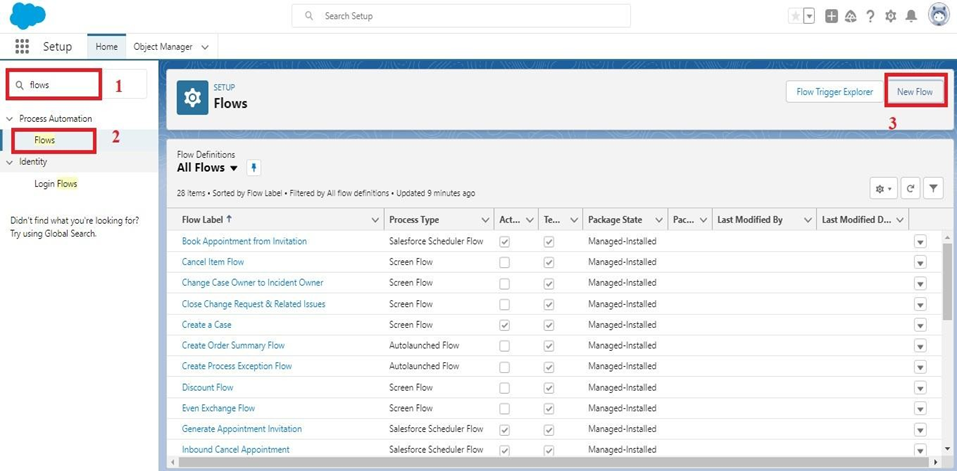 Search Setup
Setup
Home
Object Manager
flows
1
Process Automation
Flows
2
Identity
Login Flows
Didn't find what you're looking for?
Try using Global Search.
SETUP
Flows
Flow Trigger Explorer
New Flow
3
Flow Definitions
All Flows
28 items • Sorted by Flow Label • Filtered by All flow definitions • Updated 9 minutes ago
Flow Label Process Type Act... Te... Package State Pac... Last Modified By Last Modified D...
Book Appointment from Invitation Salesforce Scheduler Flow Managed-Installed
Cancel Item Flow Screen Flow Managed-Installed
Change Case Owner to Incident Owner Screen Flow Managed-Installed
Close Change Request & Related Issues Screen Flow Managed-Installed
Create a Case Screen Flow Managed-Installed
Create Order Summary Flow Autolaunched Flow Managed-Installed
Create Process Exception Flow Autolaunched Flow Managed-Installed
Discount Flow Screen Flow Managed-Installed
Even Exchange Flow Screen Flow Managed-Installed
Generate Appointment Invitation Salesforce Scheduler Flow Managed-Installed
Inbound Cancel Appointment Salesforce Scheduler Flow Managed-Installed